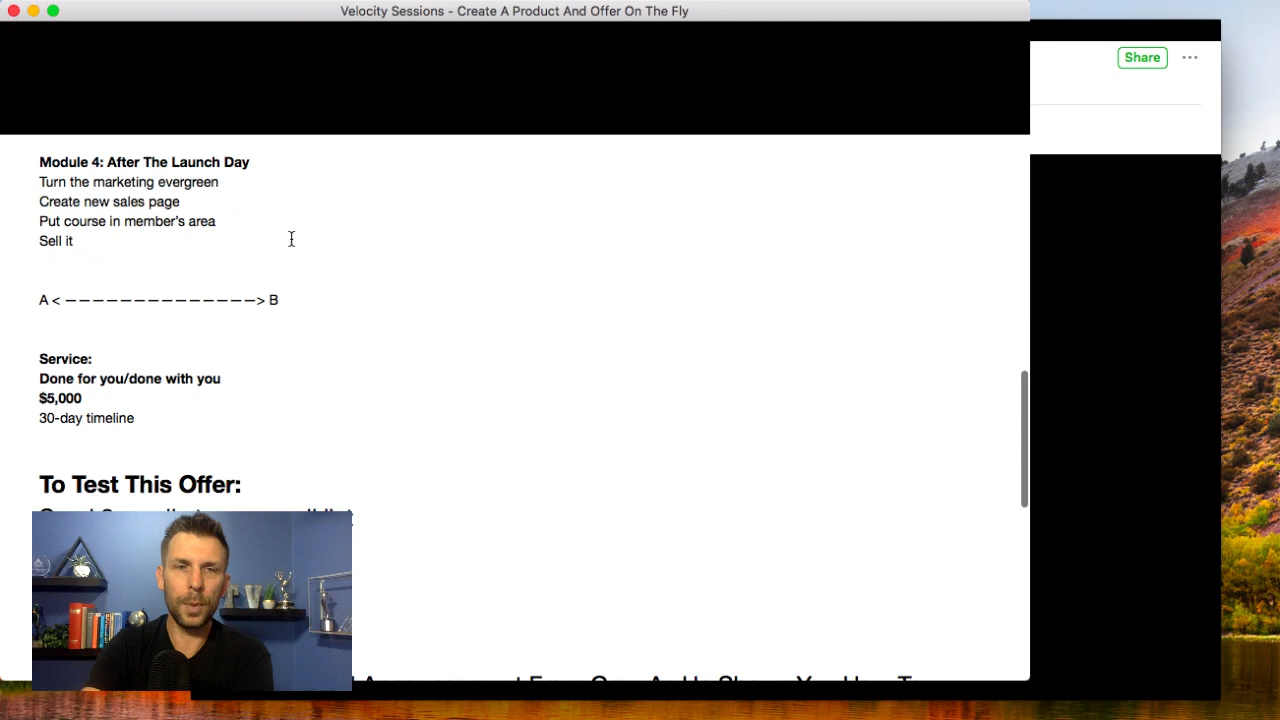 Velocity Sessions - Create A Product And Offer On The Fly
Share
Module 4: After The Launch Day
Turn the marketing evergreen
Create new sales page
Put course in member's area
Sell it
A < — — — — — — — — — — — — — —> B
Service:
Done for you/done with you
$5,000
30-day timeline
To Test This Offer: